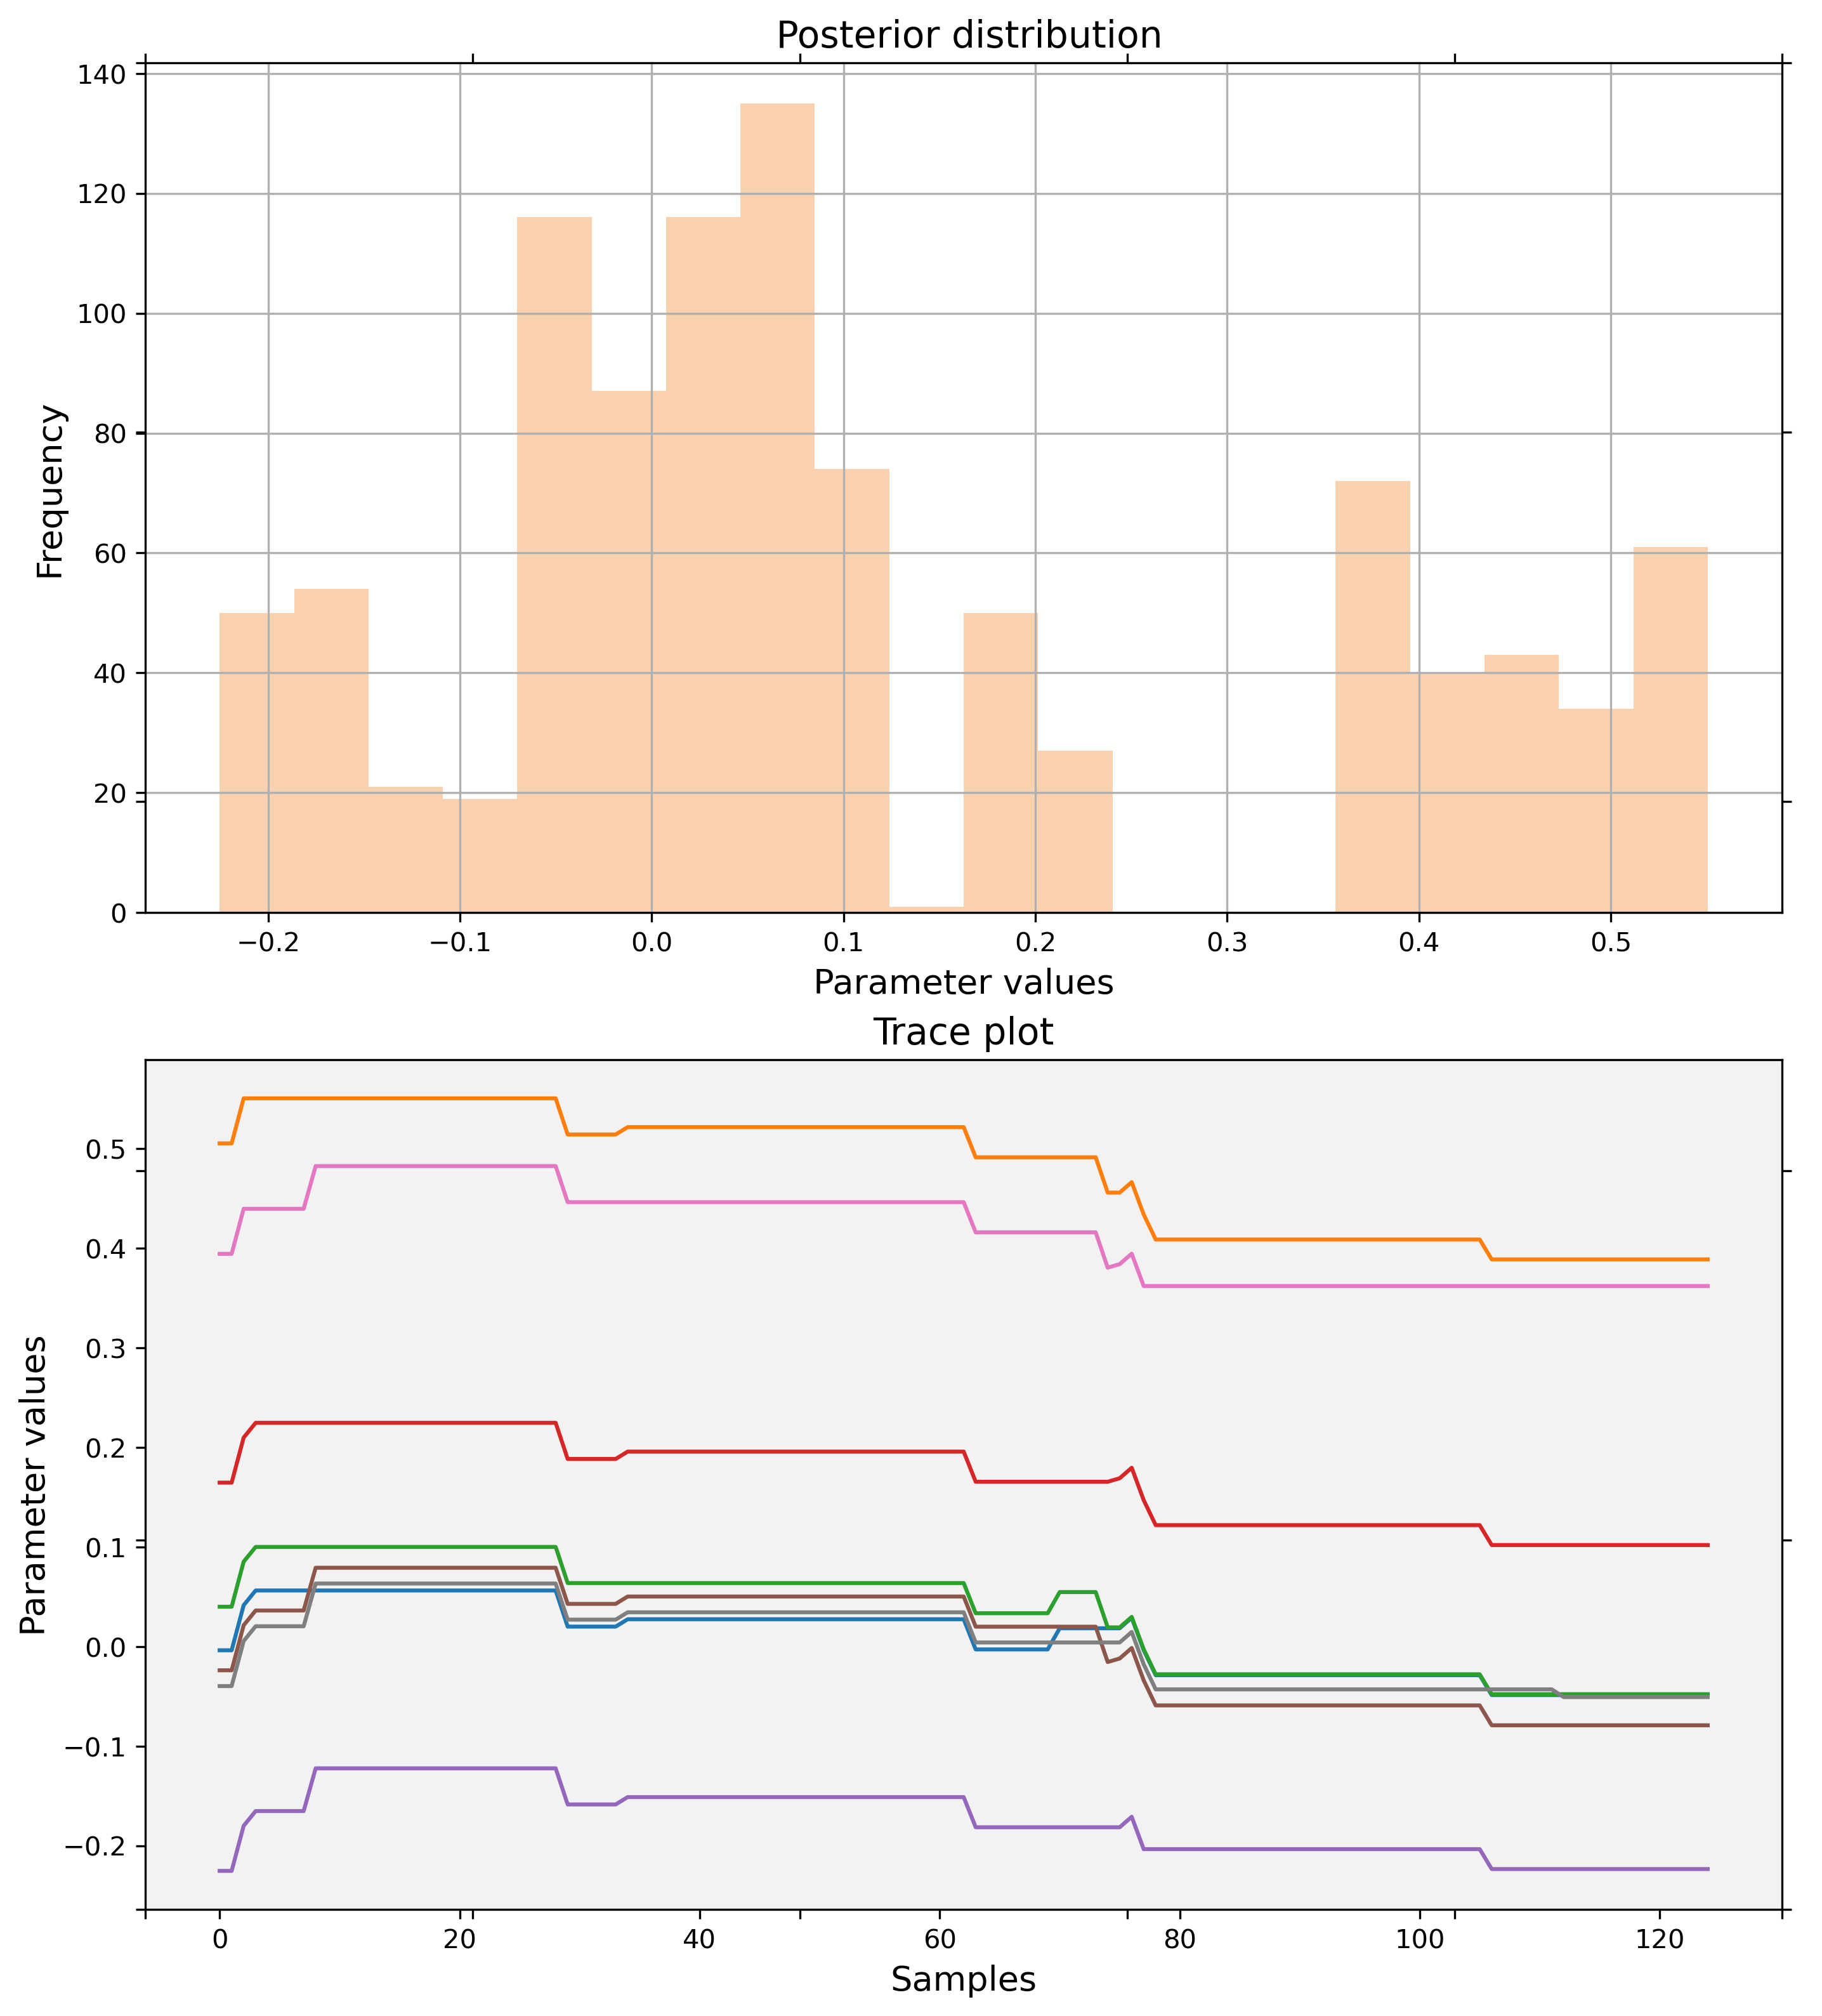 Posterior distribution
140
120
100
80
60
40
20
0
Frequency
−0.2 −0.1 0.0 0.1 0.2 0.3 0.4 0.5
Parameter values
Trace plot
0.5
0.4
0.3
0.2
0.1
0.0
−0.1
−0.2
Parameter values
0 20 40 60 80 100 120
Samples